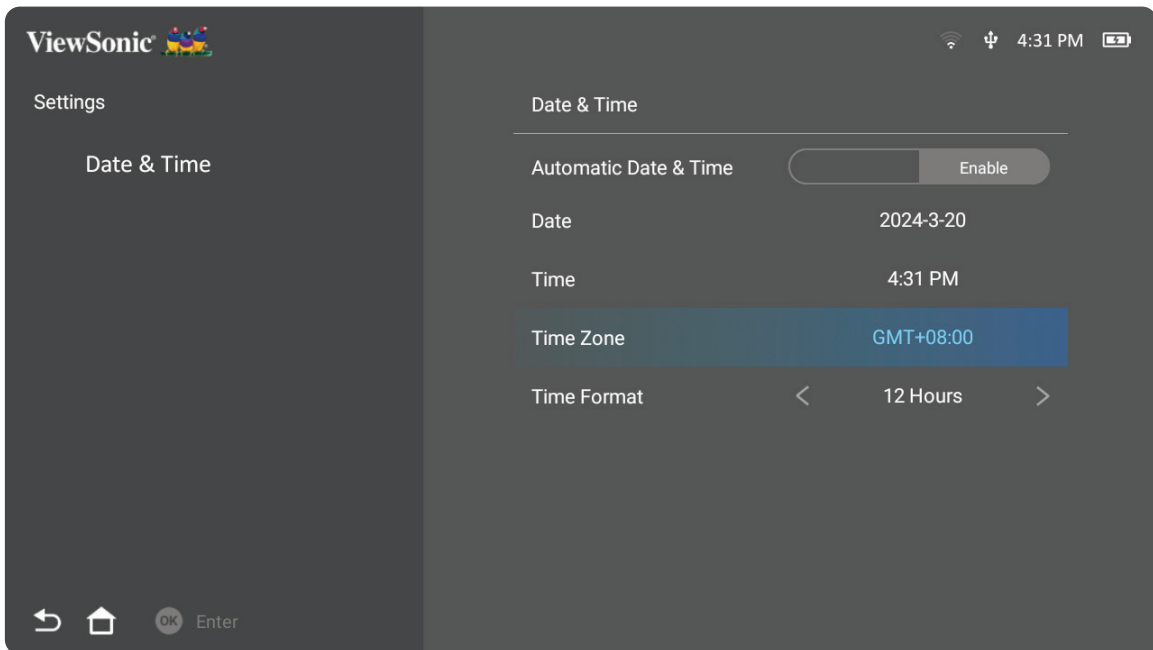 ViewSonic®
4:31 PM
Settings
Date & Time
Date & Time
Automatic Date & Time Enable
Date 2024-3-20
Time 4:31 PM
Time Zone GMT+08:00
Time Format < 12 Hours >
OK Enter